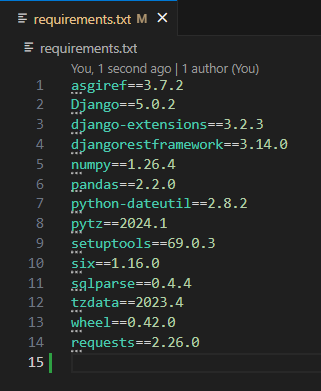 requirements.txt M ×
requirements.txt
You, 1 second ago | 1 author (You)
1 asgiref==3.7.2
2 Django==5.0.2
3 django-extensions==3.2.3
4 djangorestframework==3.14.0
5 numpy==1.26.4
6 pandas==2.2.0
7 python-dateutil==2.8.2
8 pytz==2024.1
9 setuptools==69.0.3
10 six==1.16.0
11 sqlparse==0.4.4
12 tzdata==2023.4
13 wheel==0.42.0
14 requests==2.26.0
15